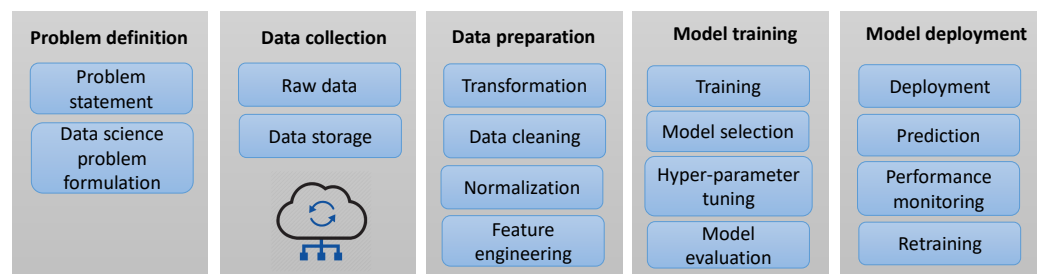 Problem definition
Problem
statement
Data science
problem
formulation
Data collection
Raw data
Data storage
Data preparation
Transformation
Data cleaning
Normalization
Feature
engineering
Model training
Training
Model selection
Hyper-parameter
tuning
Model
evaluation
Model deployment
Deployment
Prediction
Performance
monitoring
Retraining